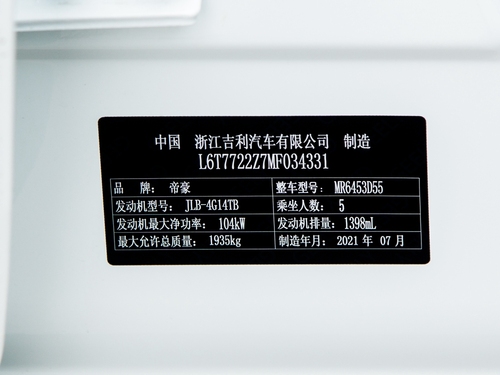 中国 浙江吉利汽车有限公司 制造
L6T7722Z7MF034331
品 牌: 帝豪 整车型号: MR6453D55
发动机型号: JLB-4G14TB 乘坐人数: 5
发动机最大净功率: 104kW 发动机排量: 1398mL
最大允许总质量: 1935kg 制造年月: 2021 年 07 月